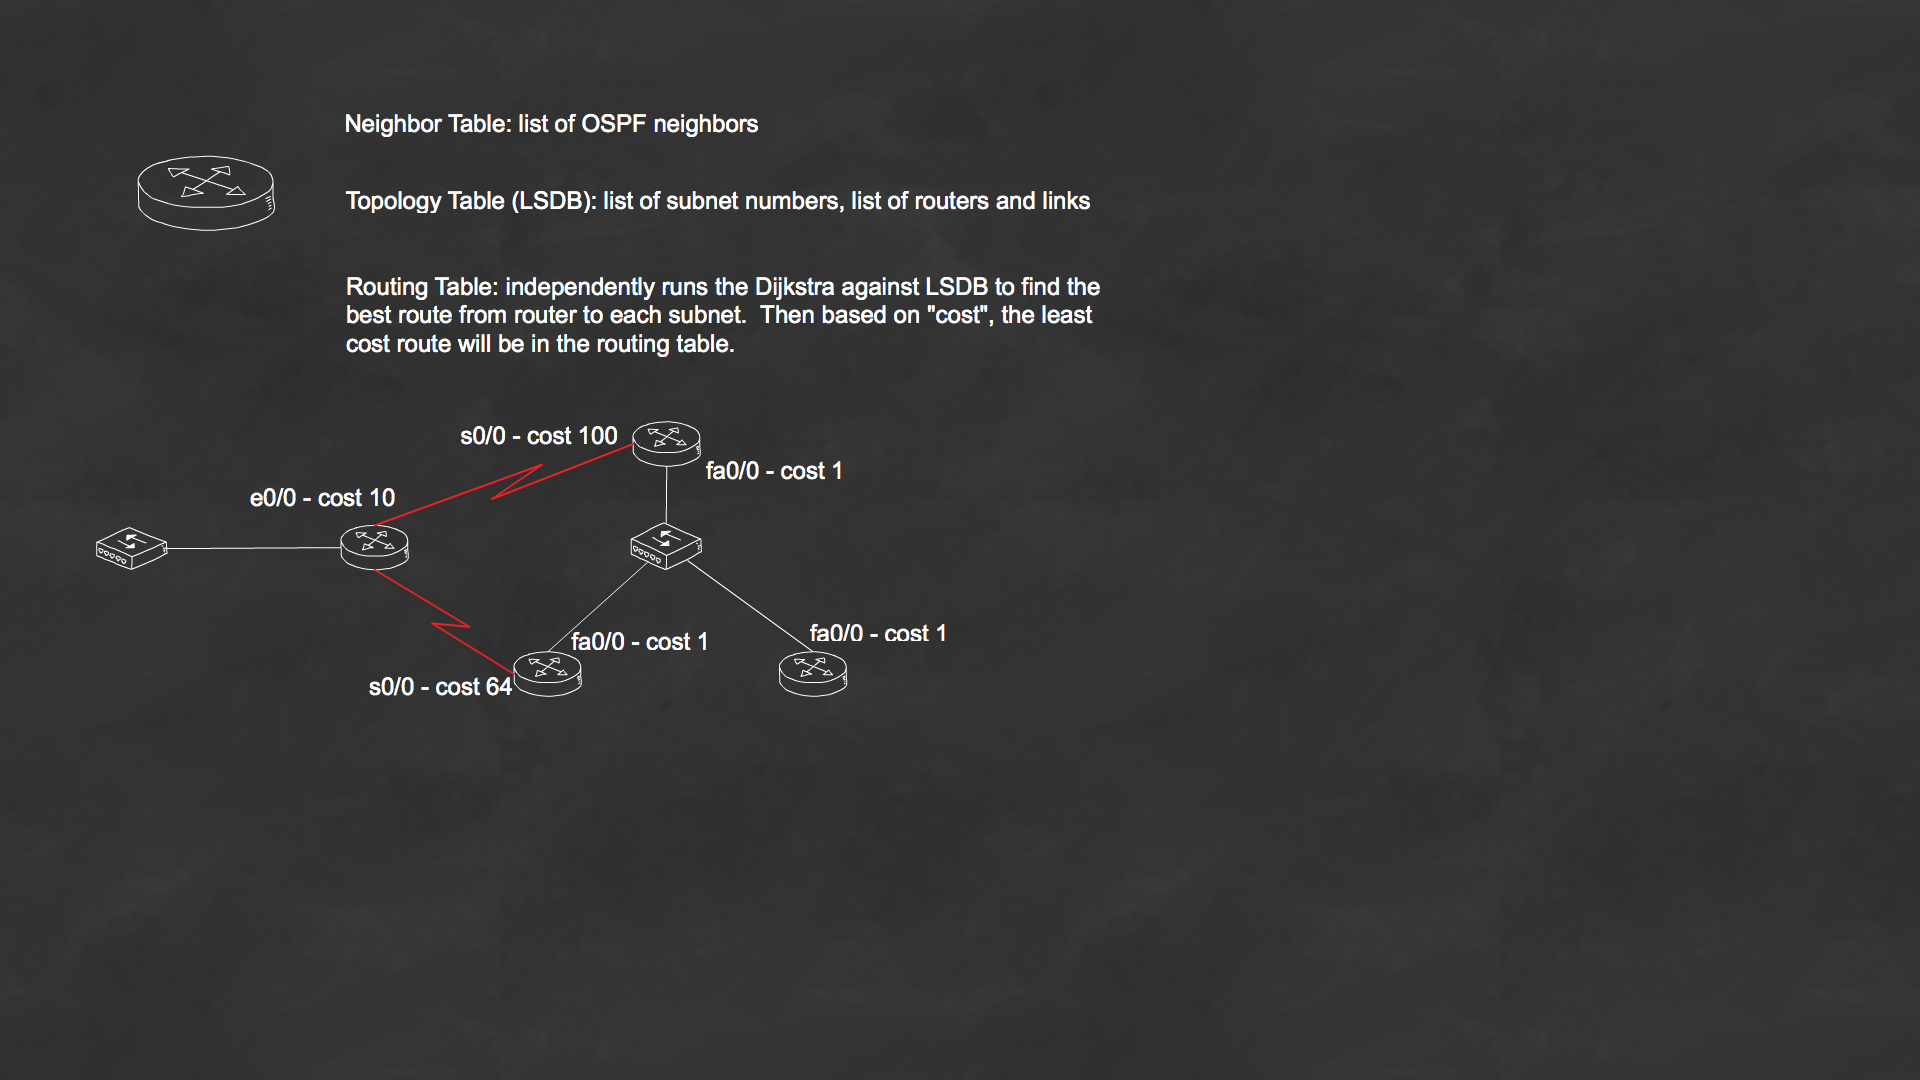 Neighbor Table: list of OSPF neighbors
Topology Table (LSDB): list of subnet numbers, list of routers and links
Routing Table: independently runs the Dijkstra against LSDB to find the
best route from router to each subnet.  Then based on "cost", the least
cost route will be in the routing table.
s0/0 - cost 100
fa0/0 - cost 1
e0/0 - cost 10
fa0/0 - cost 1
fa0/0 - cost 1
s0/0 - cost 64